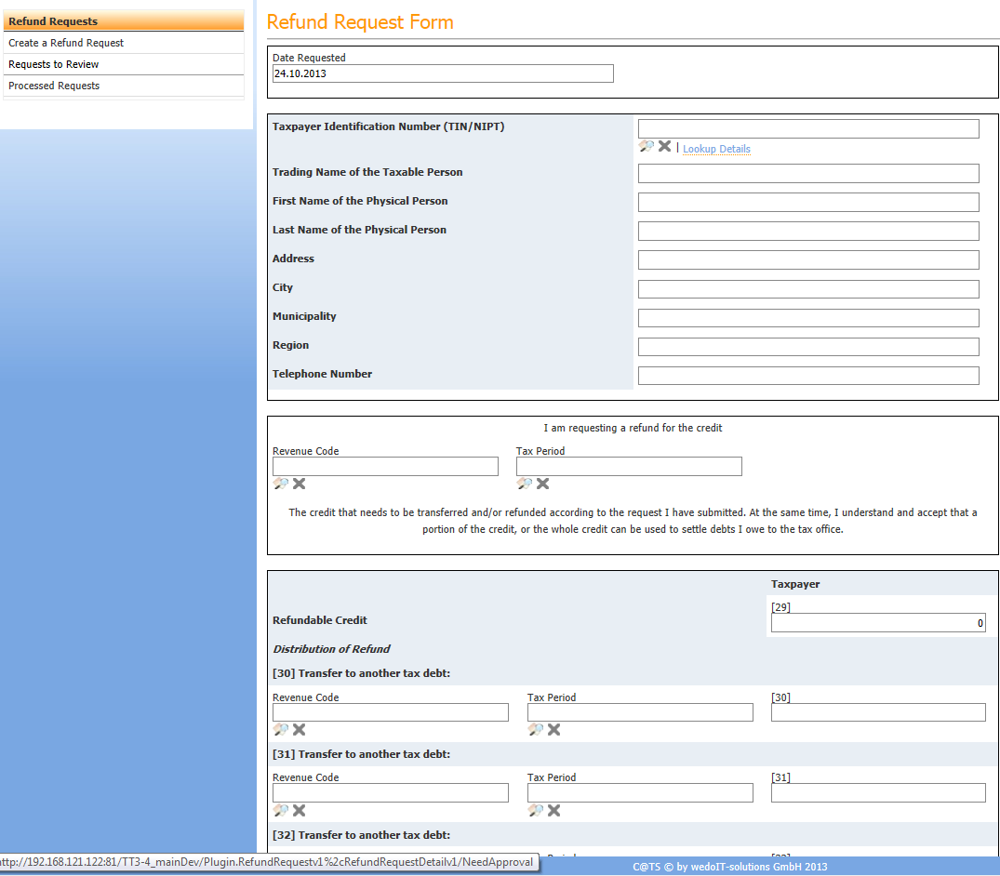 Refund Requests
Create a Refund Request
Requests to Review
Processed Requests
Refund Request Form
Date Requested
24.10.2013
Taxpayer Identification Number (TIN/NIPT)
| Lookup Details
Trading Name of the Taxable Person
First Name of the Physical Person
Last Name of the Physical Person
Address
City
Municipality
Region
Telephone Number
I am requesting a refund for the credit
Revenue Code Tax Period
The credit that needs to be transferred and/or refunded according to the request I have submitted. At the same time, I understand and accept that a
portion of the credit, or the whole credit can be used to settle debts I owe to the tax office.
Taxpayer
[29]
Refundable Credit 0
Distribution of Refund
[30] Transfer to another tax debt:
Revenue Code Tax Period [30]
[31] Transfer to another tax debt:
Revenue Code Tax Period [31]
[32] Transfer to another tax debt:
ttp://192.168.121.122:81/TT3-4_mainDev/Plugin.RefundRequestv1%2cRefundRequestDetailv1/NeedApproval
C@TS © by wedoIT-solutions GmbH 2013